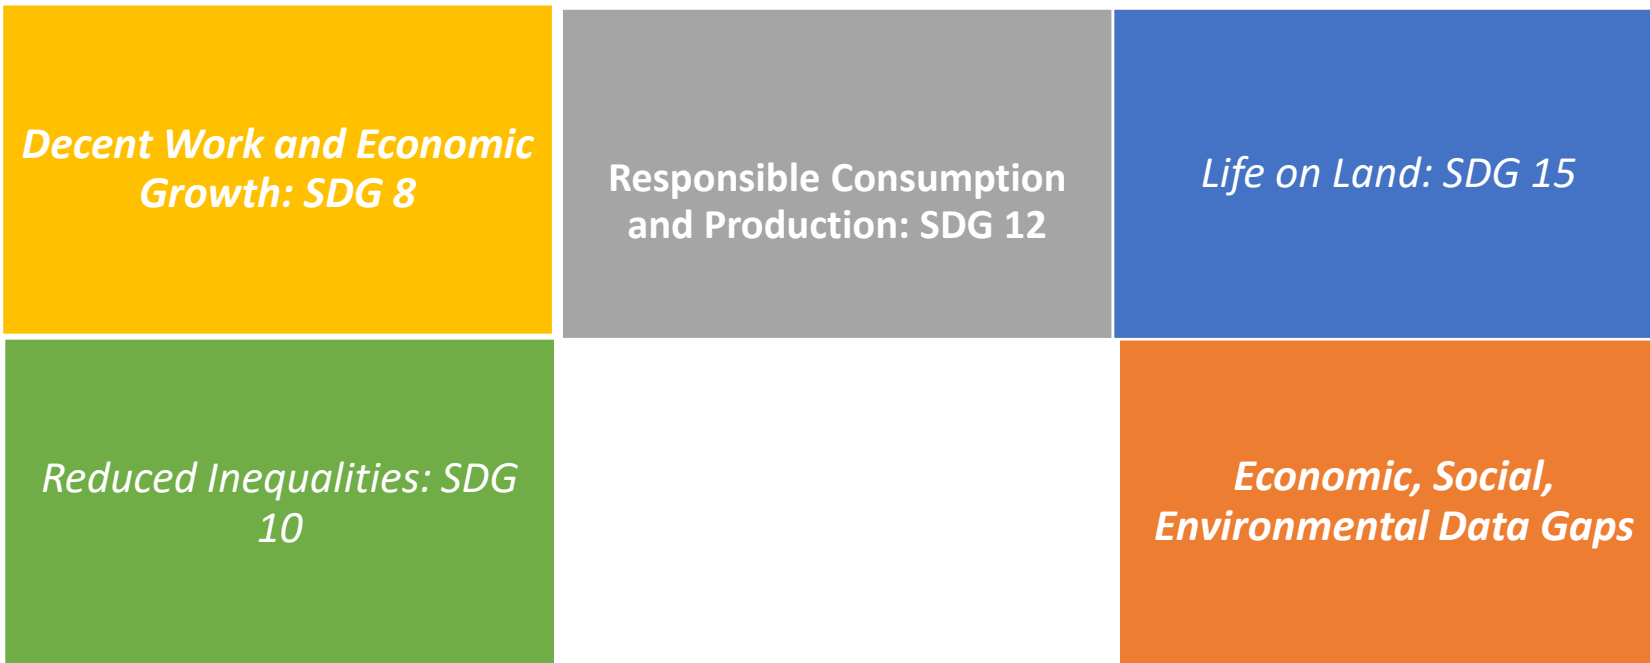 Decent Work and Economic
Growth: SDG 8
Responsible Consumption
and Production: SDG 12
Life on Land: SDG 15
Reduced Inequalities: SDG
10
Economic, Social,
Environmental Data Gaps